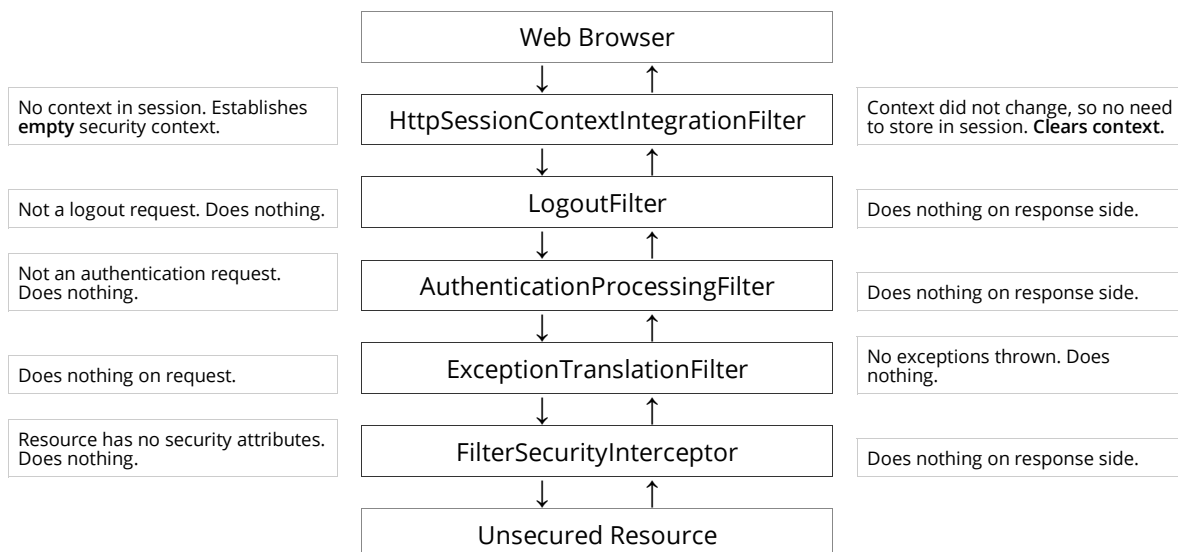 Web Browser
No context in session. Establishes
empty security context.
HttpSessionContextIntegrationFilter
Context did not change, so no need
to store in session. Clears context.
Not a logout request. Does nothing.
LogoutFilter
Does nothing on response side.
Not an authentication request.
Does nothing.
AuthenticationProcessingFilter
Does nothing on response side.
Does nothing on request.
ExceptionTranslationFilter
No exceptions thrown. Does
nothing.
Resource has no security attributes.
Does nothing.
FilterSecurityInterceptor
Does nothing on response side.
Unsecured Resource